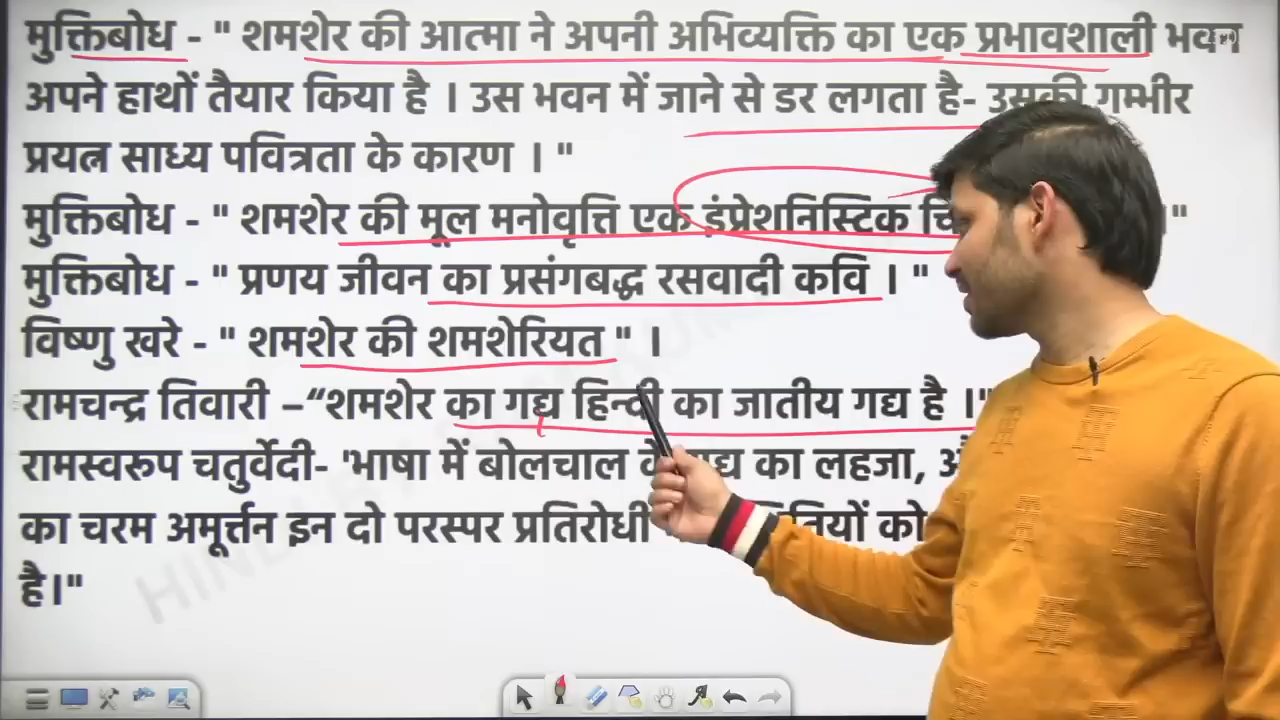 मुक्तिबोध - " शमशेर की आत्मा ने अपनी अभिव्यक्ति का एक प्रभावशाली भवन
अपने हाथों तैयार किया है । उस भवन में जाने से डर लगता है- उसकी गम्भीर
प्रयत्न साध्य पवित्रता के कारण । "
मुक्तिबोध - " शमशेर की मूल मनोवृत्ति एक इंप्रेशनिस्टिक । "
मुक्तिबोध - " प्रणय जीवन का प्रसंगबद्ध रसवादी कवि । "
विष्णु खरे - " शमशेर की शमशेरियत " ।
रामचन्द्र तिवारी –“शमशेर का गद्य हिन्दी का जातीय गद्य है ।"
रामस्वरूप चतुर्वेदी- 'भाषा में बोलचाल के गद्य का लहजा,
का चरम अमूर्त्तन इन दो परस्पर प्रतिरोधी को
है।"